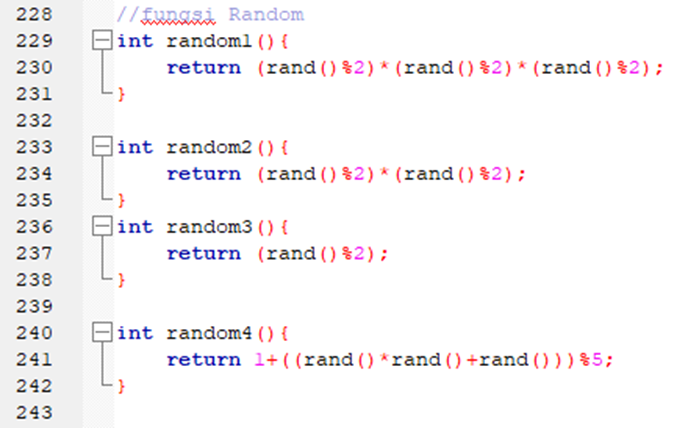 228 //fungsi Random
229 int random1(){
230 return (rand()%2)*(rand()%2)*(rand()%2);
231 }
232
233 int random2(){
234 return (rand()%2)*(rand()%2);
235 }
236 int random3(){
237 return (rand()%2);
238 }
239
240 int random4(){
241 return 1+((rand()*rand()+rand()))%5;
242 }
243